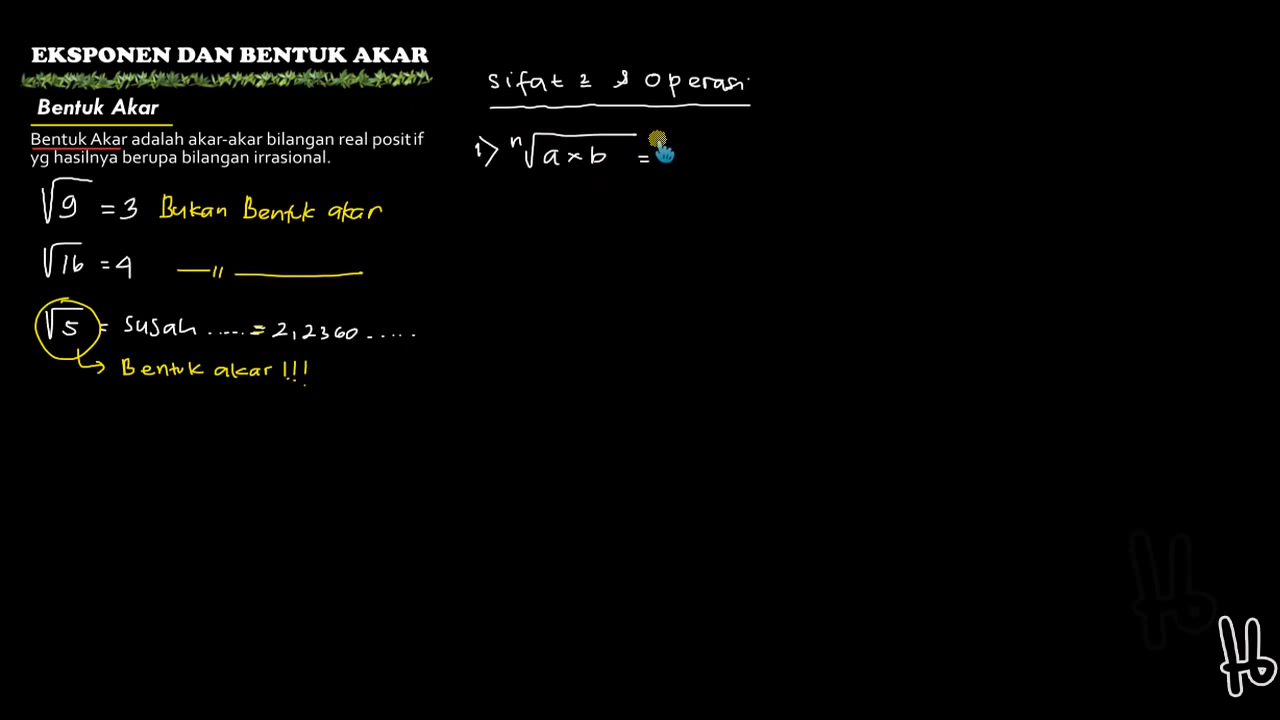 EKSPONEN DAN BENTUK AKAR
Bentuk Akar
Bentuk Akar adalah akar-akar bilangan real positif
yg hasilnya berupa bilangan irrasional.
√9 = 3 Bukan Bentuk akar
√16 = 4 —— 〃 ————
√5 = susah ..... = 2,2360 .....
Bentuk akar !!!
Sifat 2 & Operasi
1> ⁿ√a × b =
Hb